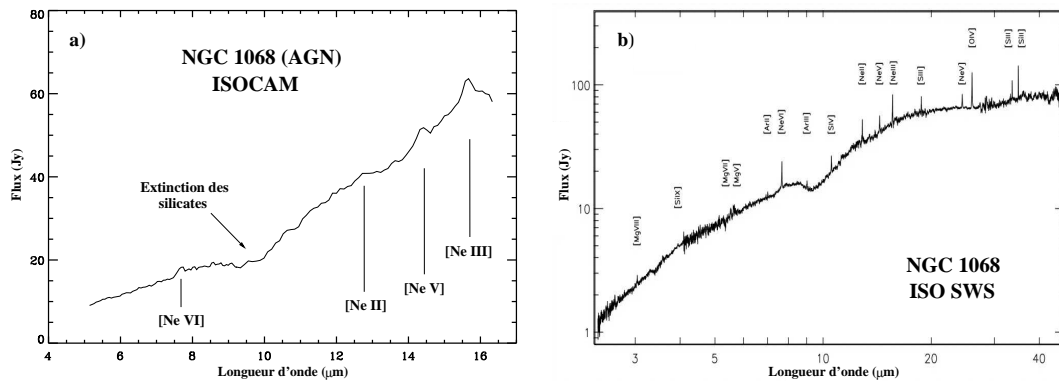 a)
NGC 1068 (AGN)
ISOCAM
Flux (Jy)
80
60
40
20
10
0
Extinction des
silicates
[Ne VI]
[Ne II]
[Ne V]
[Ne III]
4 6 8 10 12 14 16
Longueur d'onde (μm)
b)
NGC 1068
ISO SWS
Flux (Jy)
100
10
1
[MgVIII]
[SiIX]
[MgVII]
[MgV]
[ArII]
[NeVI]
[ArIII]
[SIV]
[NeII]
[NeV]
[NeIII]
[SIII]
[NeV]
[OIV]
[SIII]
[SiII]
3 5 10 20 40
Longueur d'onde (μm)